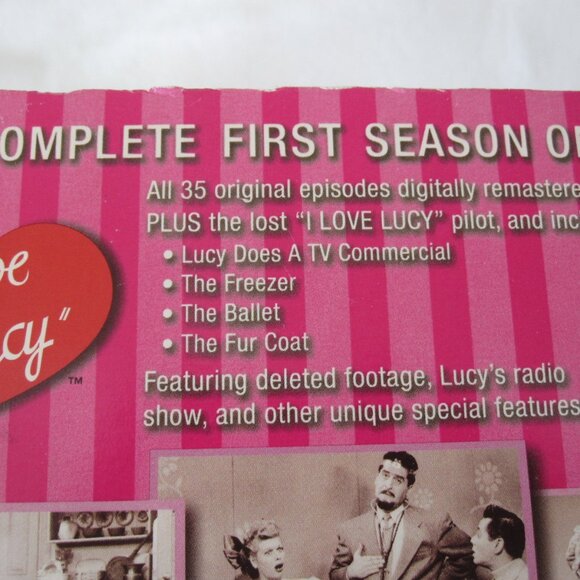 OMPLETE FIRST SEASON O
All 35 original episodes digitally remastere
PLUS the lost "I LOVE LUCY" pilot, and inc
• Lucy Does A TV Commercial
• The Freezer
• The Ballet
• The Fur Coat
Featuring deleted footage, Lucy's radio
show, and other unique special features
ve
cy"
™